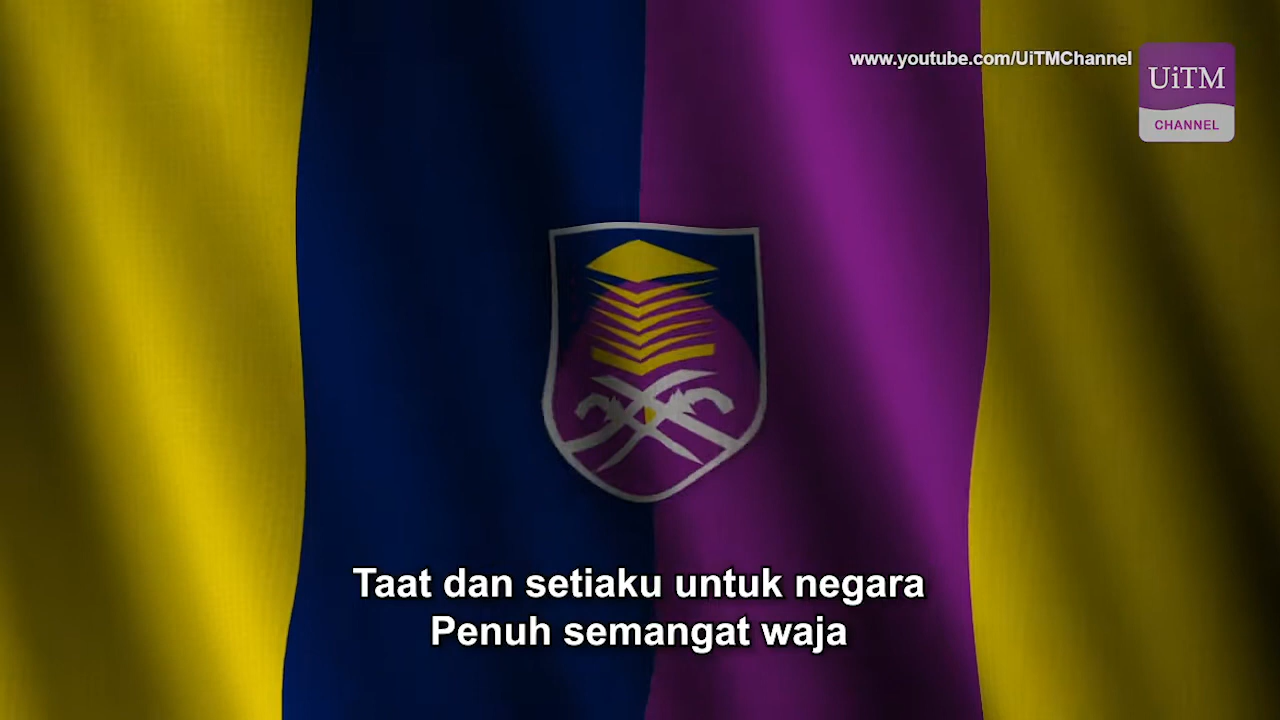 www.youtube.com/UiTMChannel
UiTM
CHANNEL
Taat dan setiaku untuk negara
Penuh semangat waja